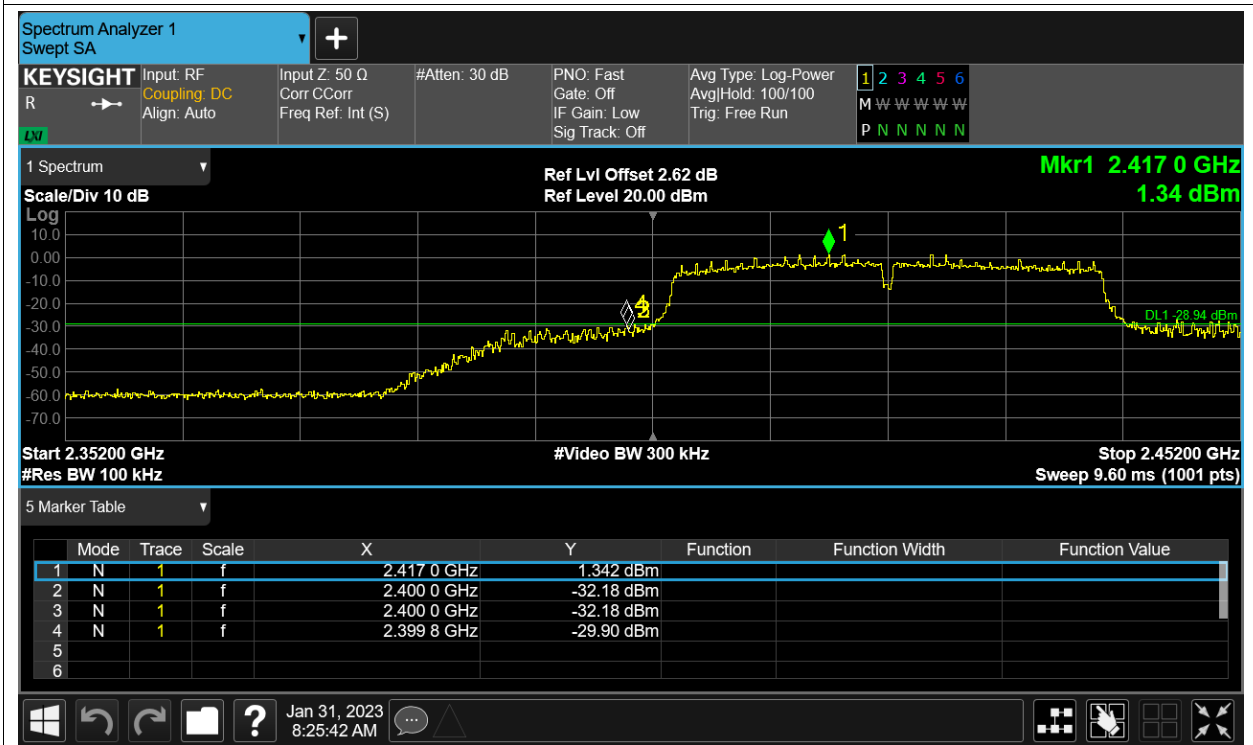 Spectrum Analyzer 1
Swept SA
KEYSIGHT Input: RF Input Z: 50 Ω #Atten: 30 dB PNO: Fast Avg Type: Log-Power 1 2 3 4 5 6
R Coupling: DC Corr CCorr Gate: Off Avg|Hold: 100/100 M W W W W W W
Align: Auto Freq Ref: Int (S) IF Gain: Low Trig: Free Run
LXI Sig Track: Off P N N N N N N
1 Spectrum Ref Lvl Offset 2.62 dB Mkr1 2.417 0 GHz
Scale/Div 10 dB Ref Level 20.00 dBm 1.34 dBm
Log
10.0
1
0.00
-10.0
-20.0
DL1 -28.94 dBm
-30.0
-40.0
-50.0
-60.0
-70.0
Start 2.35200 GHz #Video BW 300 kHz Stop 2.45200 GHz
#Res BW 100 kHz Sweep 9.60 ms (1001 pts)
5 Marker Table
Mode Trace Scale X Y Function Function Width Function Value
1 N 1 f 2.417 0 GHz 1.342 dBm
2 N 1 f 2.400 0 GHz -32.18 dBm
3 N 1 f 2.400 0 GHz -32.18 dBm
4 N 1 f 2.399 8 GHz -29.90 dBm
5
6
? Jan 31, 2023
8:25:42 AM